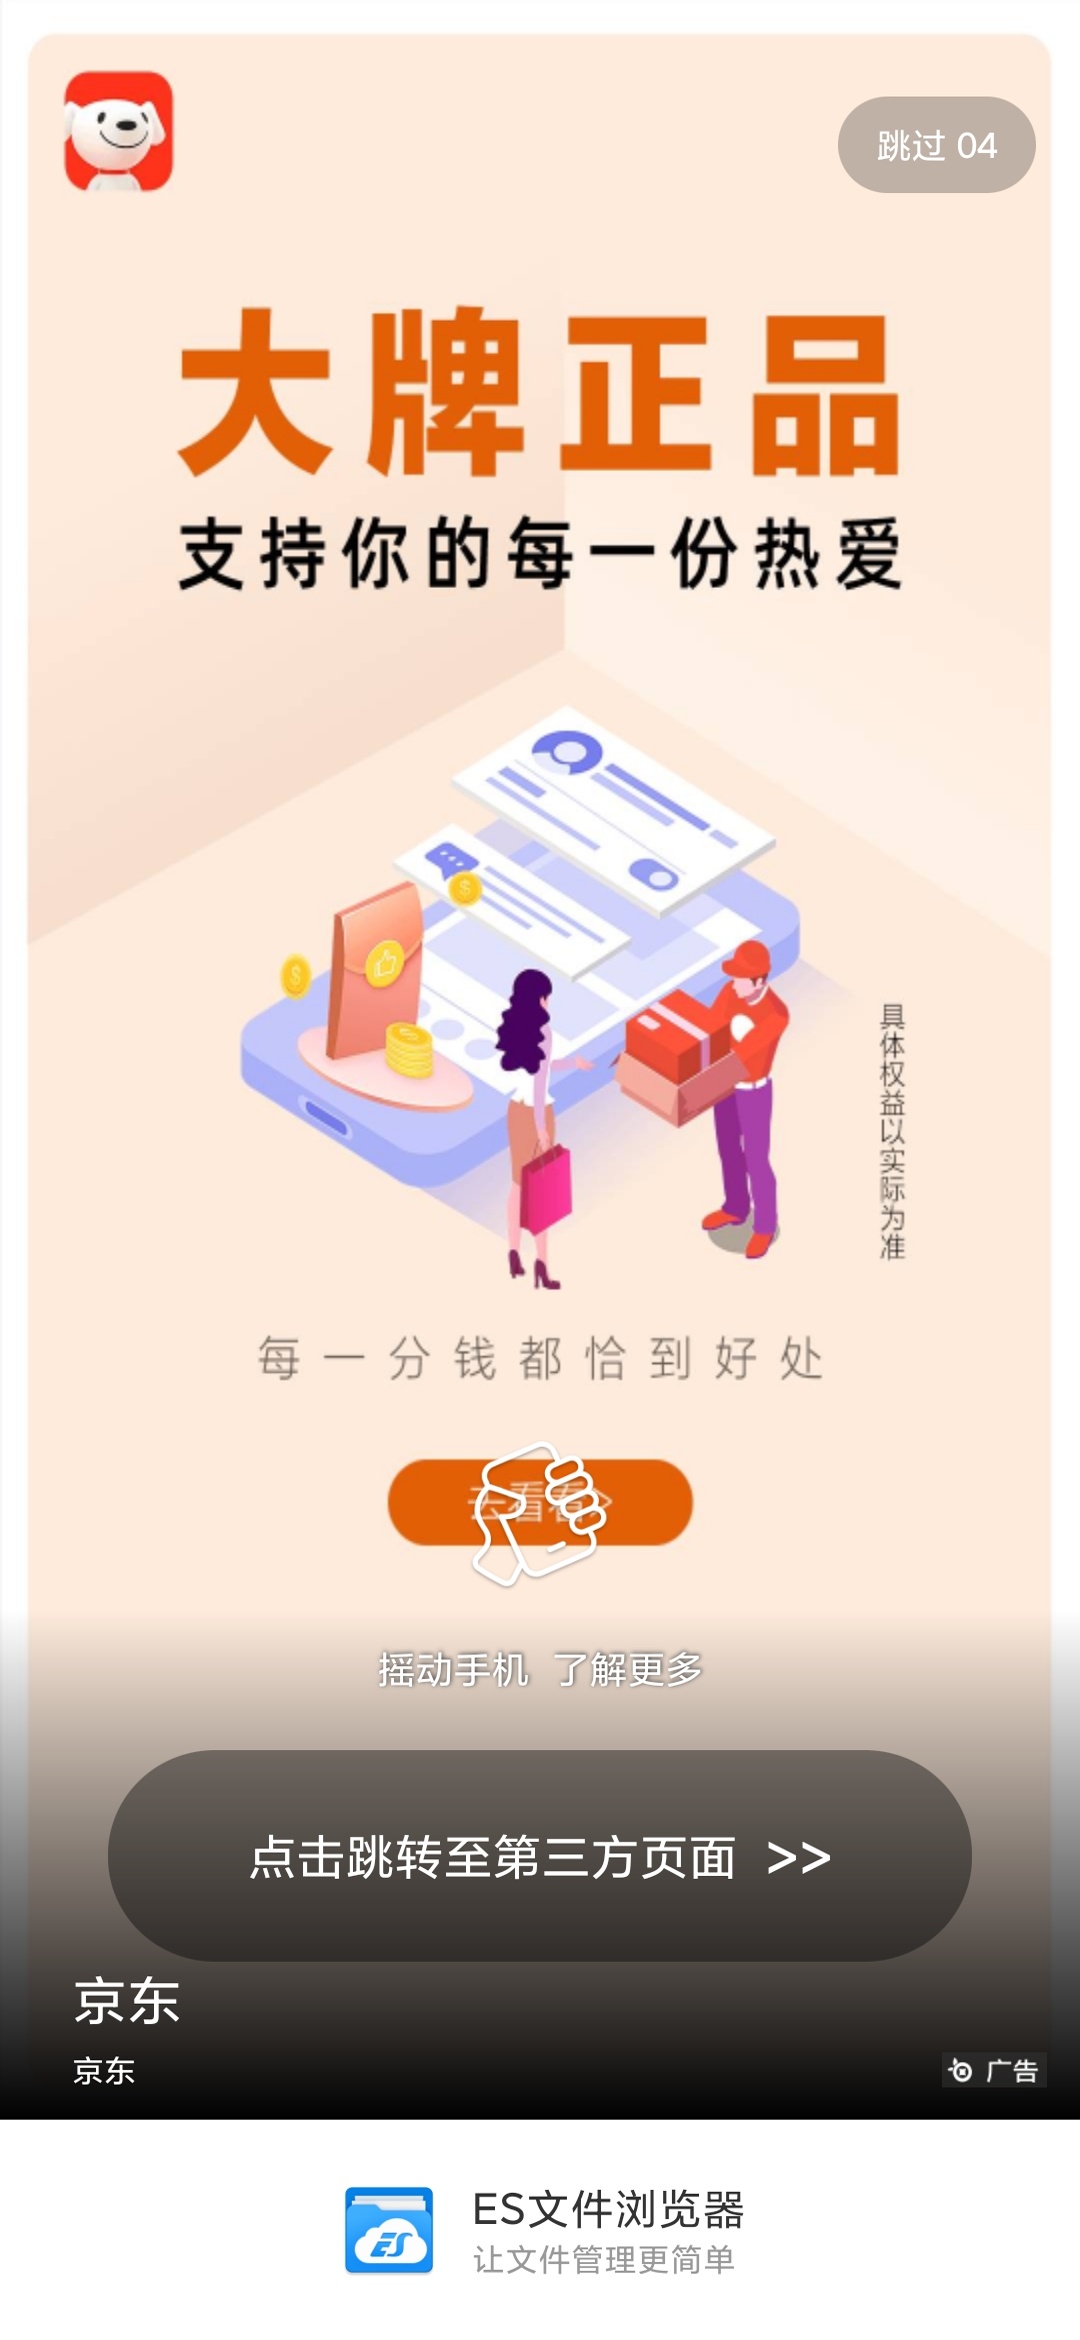 跳过 04
大牌正品
支持你的每一份热爱
具体权益以实际为准
每一分钱都恰到好处
去看看>
摇动手机 了解更多
点击跳转至第三方页面 >>
京东
京东
广告
ES文件浏览器
让文件管理更简单